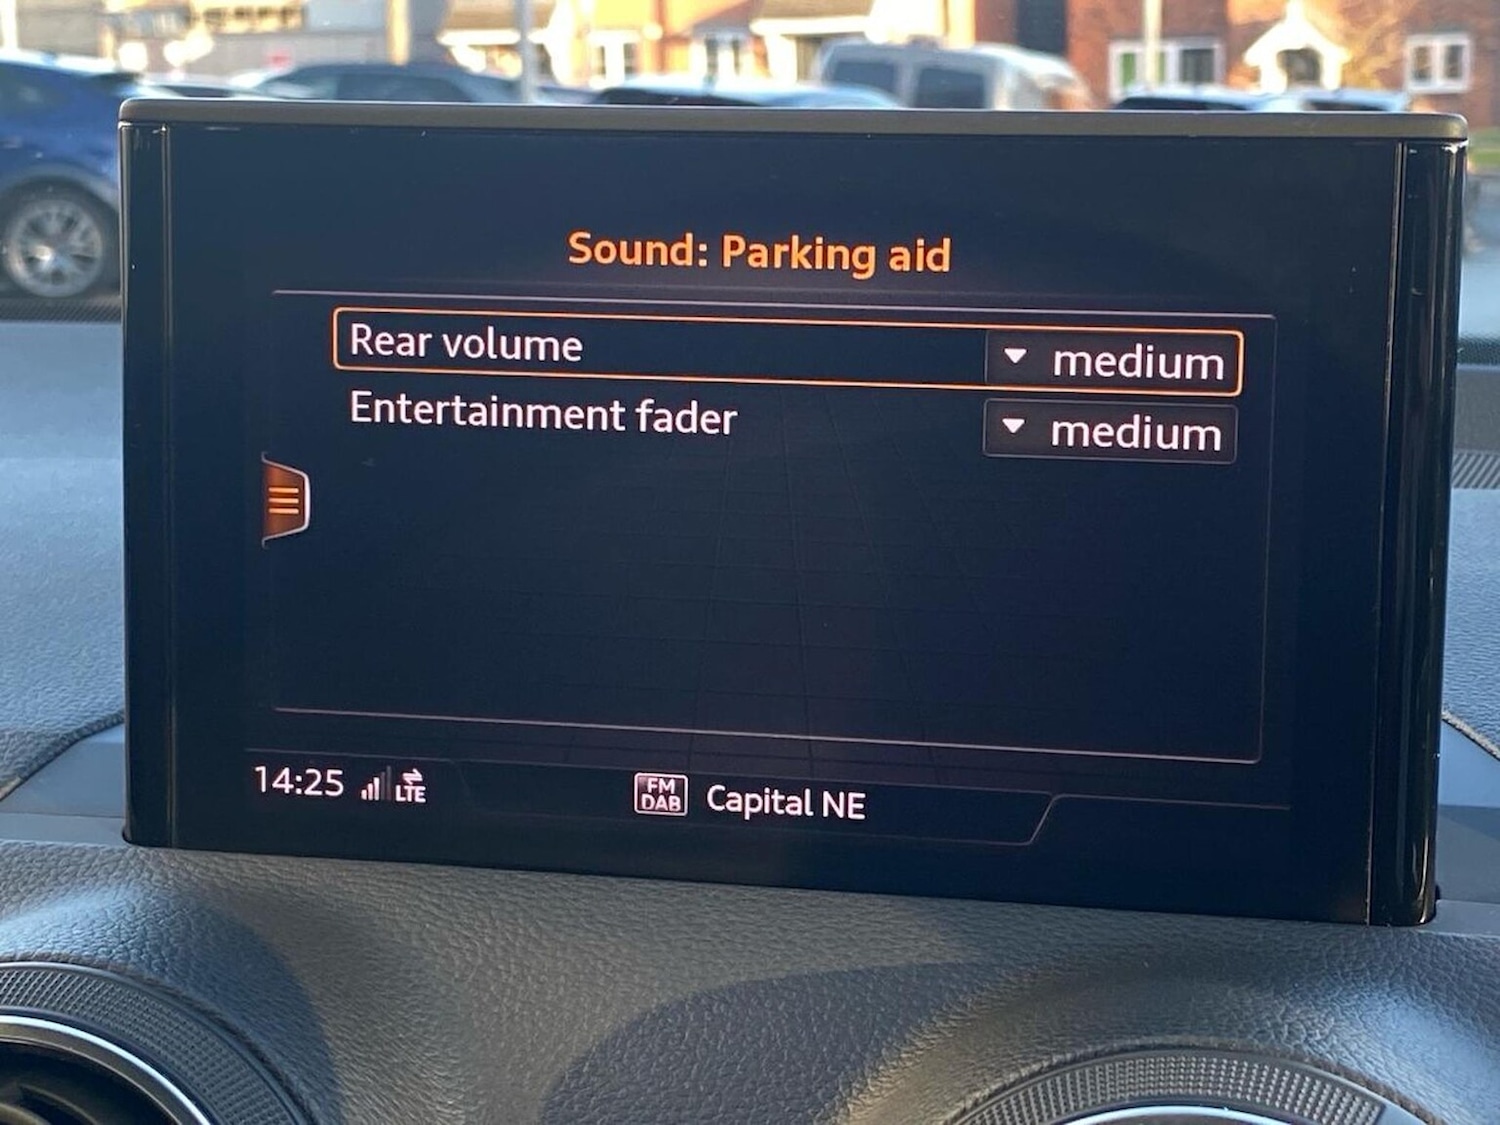 Sound: Parking aid
Rear volume medium
Entertainment fader medium
14:25 LTE FM DAB Capital NE